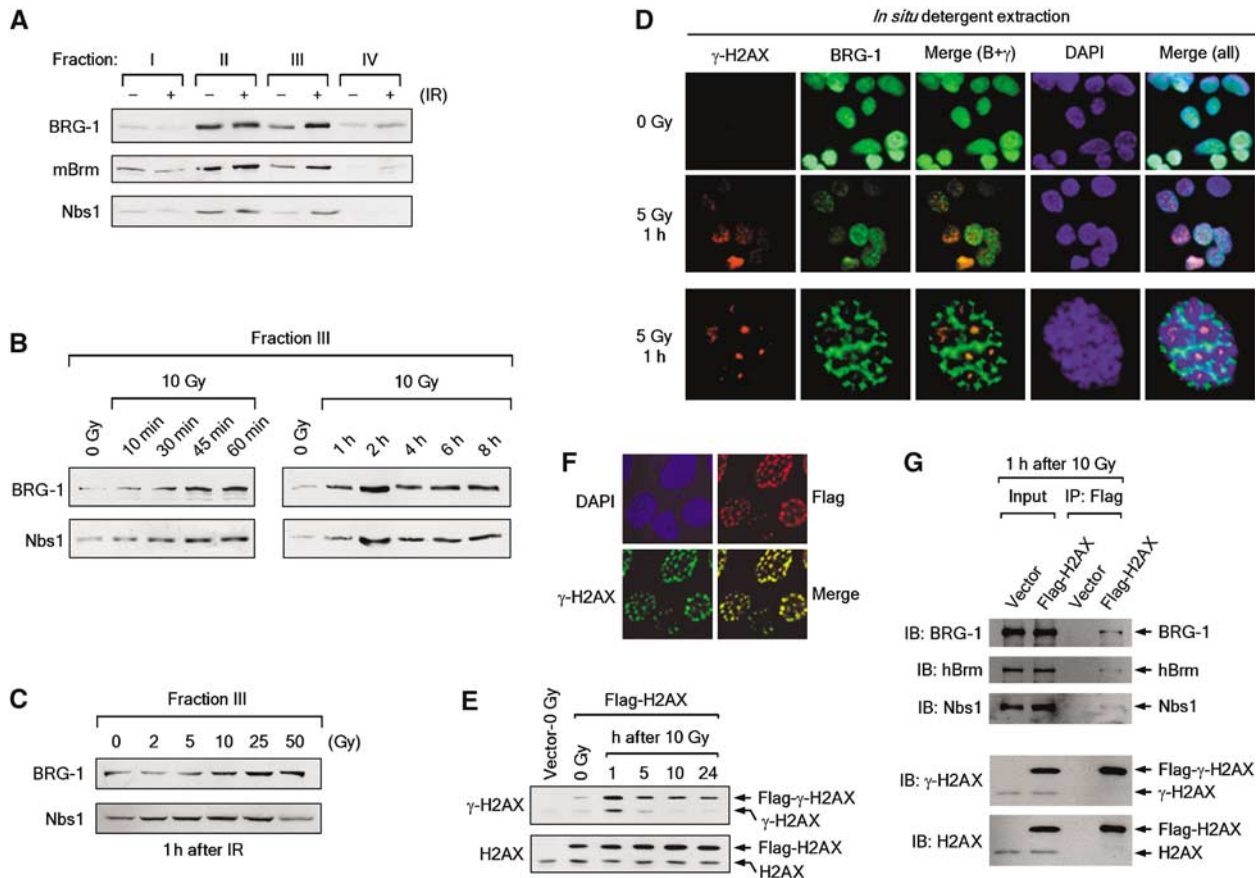 A
Fraction: I II III IV
– + – + – + – + (IR)
BRG-1
mBrm
Nbs1
B
Fraction III
10 Gy 10 Gy
0 Gy 10 min 30 min 45 min 60 min 0 Gy 1 h 2 h 4 h 6 h 8 h
BRG-1
Nbs1
C
Fraction III
0 2 5 10 25 50 (Gy)
BRG-1
Nbs1
1 h after IR
D
In situ detergent extraction
γ-H2AX BRG-1 Merge (B+γ) DAPI Merge (all)
0 Gy
5 Gy
1 h
5 Gy
1 h
F
DAPI Flag
γ-H2AX Merge
E
Flag-H2AX
h after 10 Gy
Vector-0 Gy 0 Gy 1 5 10 24
γ-H2AX Flag-γ-H2AX
γ-H2AX
H2AX Flag-H2AX
H2AX
G
1 h after 10 Gy
Input IP: Flag
Vector Flag-H2AX Vector Flag-H2AX
IB: BRG-1 BRG-1
IB: hBrm hBrm
IB: Nbs1 Nbs1
IB: γ-H2AX Flag-γ-H2AX
γ-H2AX
IB: H2AX Flag-H2AX
H2AX